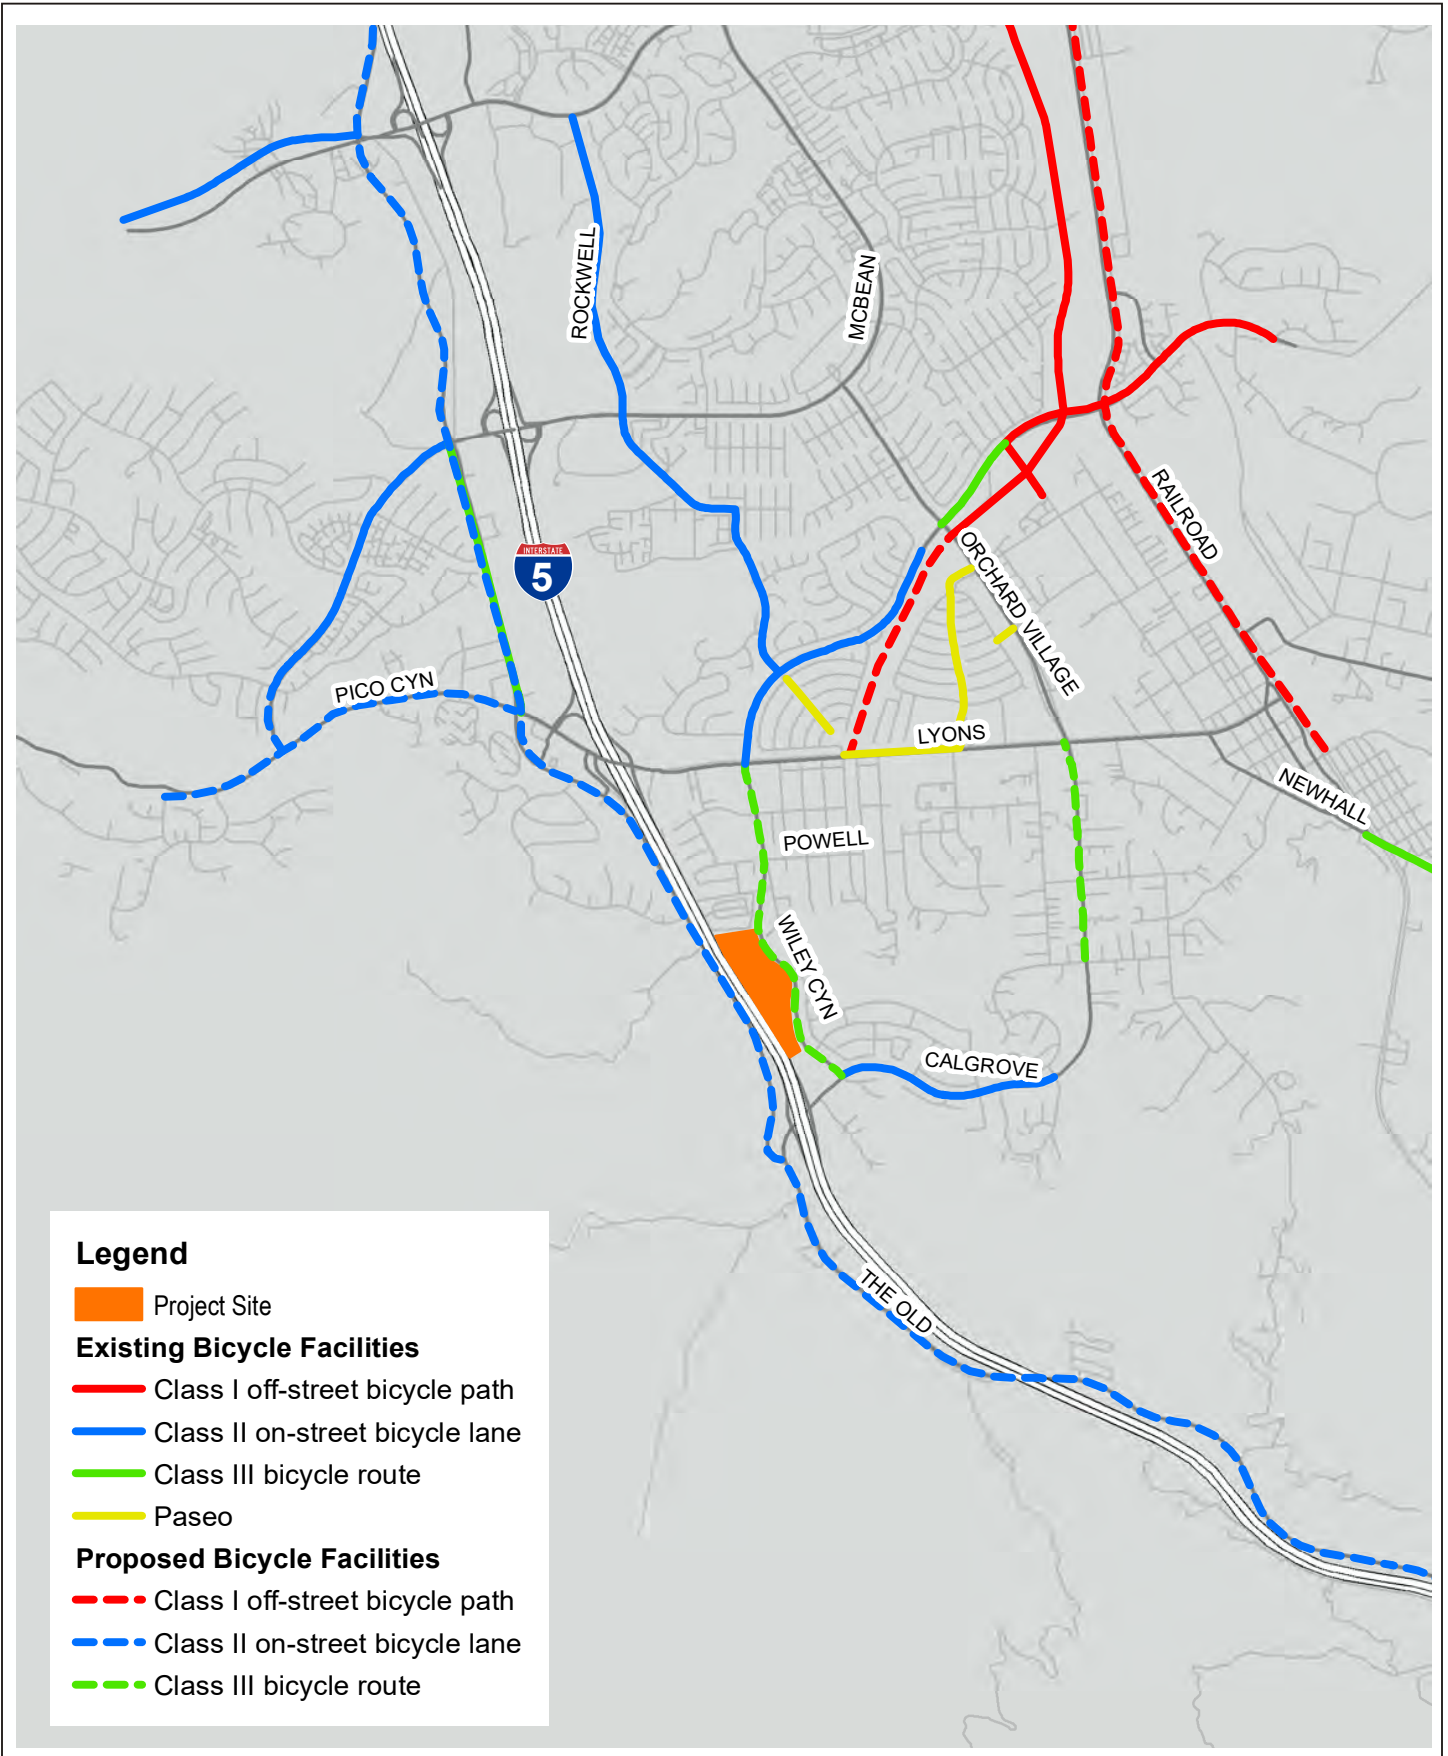 ROCKWELL
MCBEAN
RAILROAD
INTERSTATE
5
ORCHARD VILLAGE
PICO CYN
LYONS
NEWHALL
POWELL
WILEY CYN
CALGROVE
THE OLD
Legend
Project Site
Existing Bicycle Facilities
Class I off-street bicycle path
Class II on-street bicycle lane
Class III bicycle route
Paseo
Proposed Bicycle Facilities
Class I off-street bicycle path
Class II on-street bicycle lane
Class III bicycle route